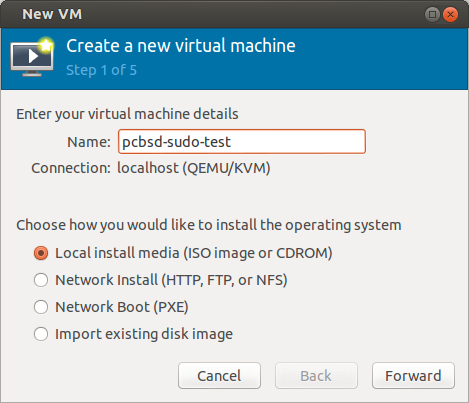 New VM
Create a new virtual machine
Step 1 of 5
Enter your virtual machine details
Name: pcbsd-sudo-test
Connection: localhost (QEMU/KVM)
Choose how you would like to install the operating system
Local install media (ISO image or CDROM)
Network Install (HTTP, FTP, or NFS)
Network Boot (PXE)
Import existing disk image
Cancel Back Forward